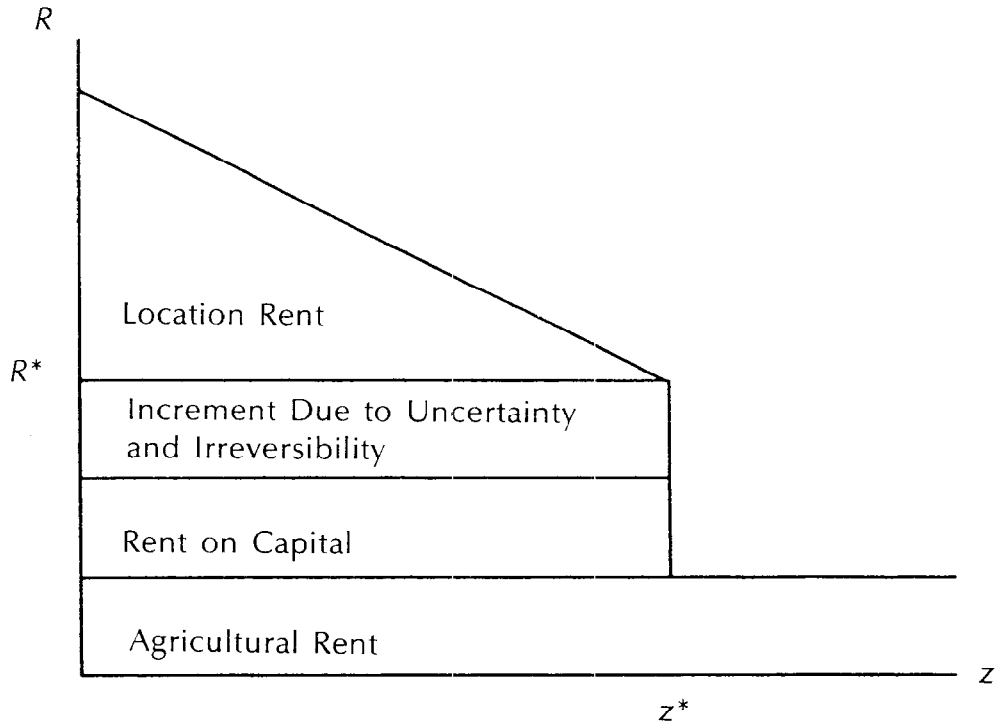 R
Location Rent
R*
Increment Due to Uncertainty
and Irreversibility
Rent on Capital
Agricultural Rent
z
z*